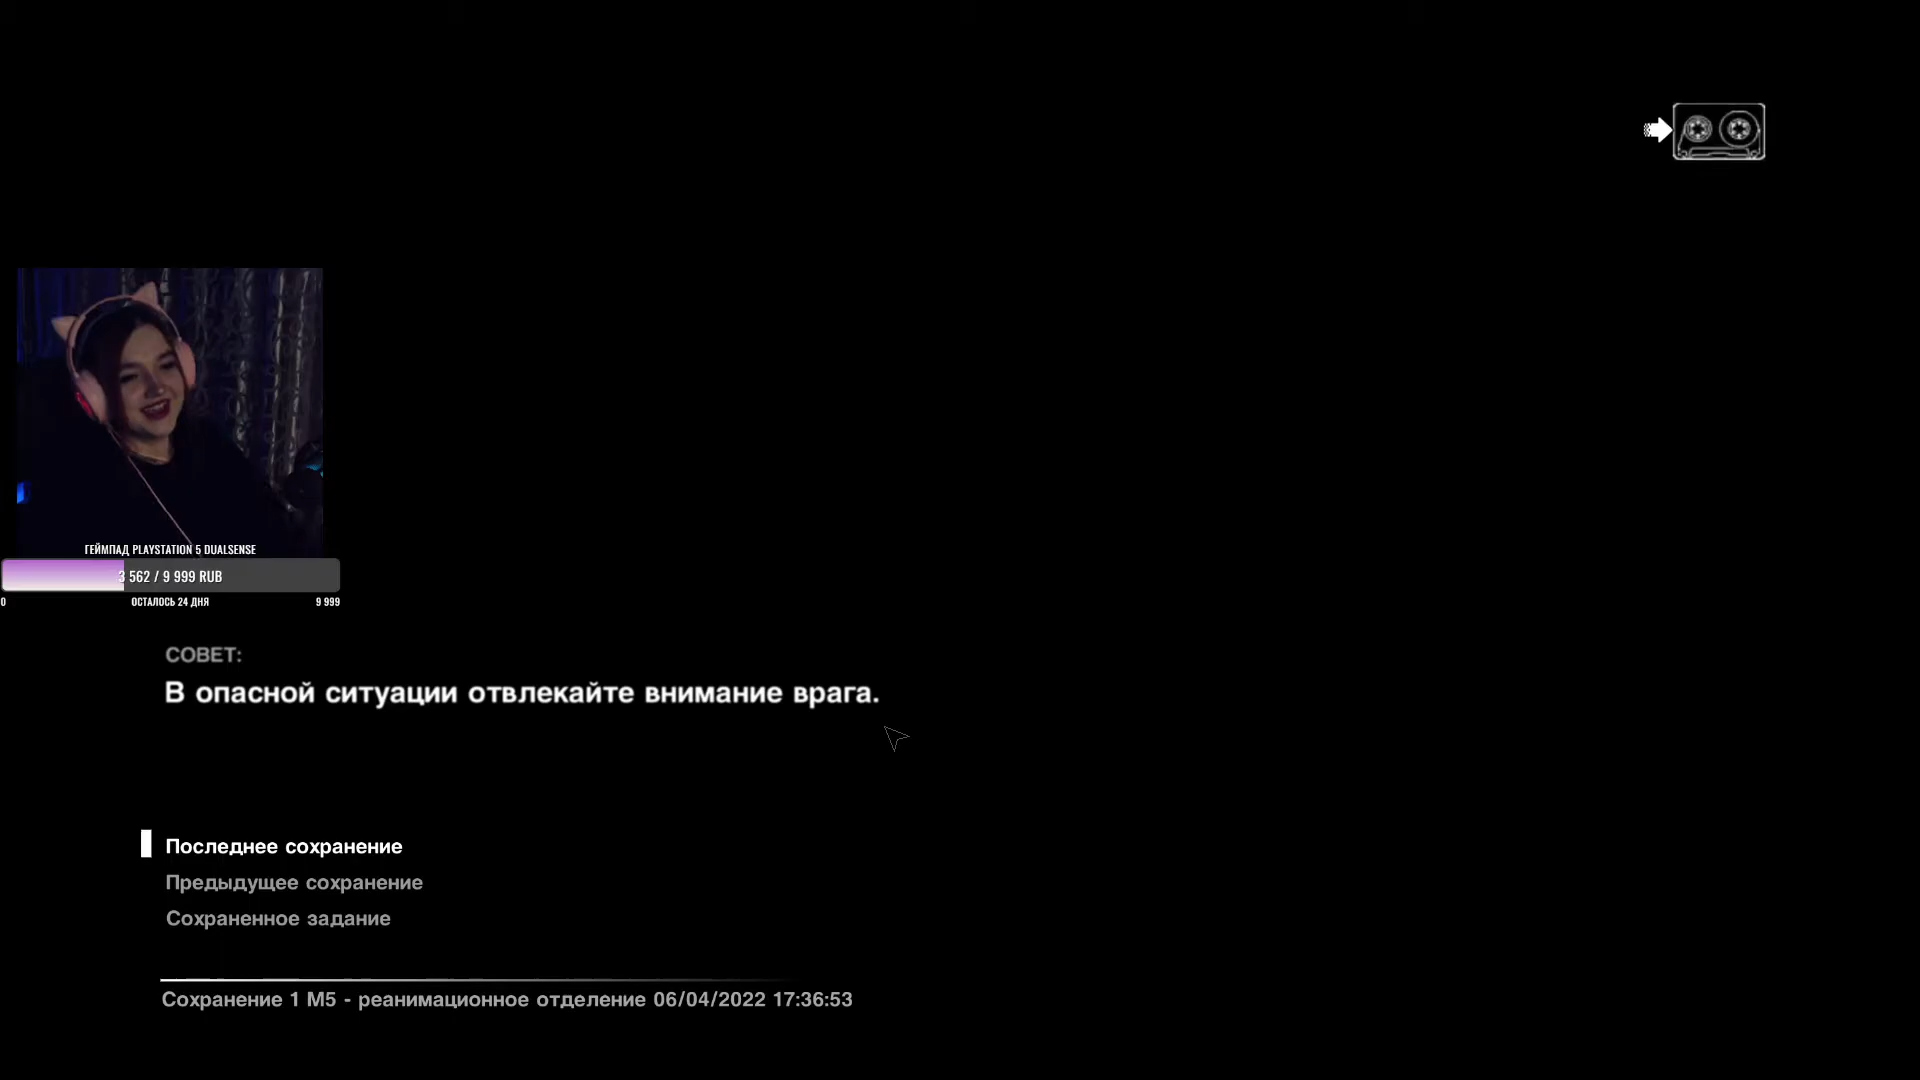 ГЕЙМПАД PLAYSTATION 5 DUALSENSE
3 562 / 9 999 RUB
0 ОСТАЛОСЬ 24 ДНЯ 9 999
СОВЕТ:
В опасной ситуации отвлекайте внимание врага.
Последнее сохранение
Предыдущее сохранение
Сохраненное задание
Сохранение 1 M5 - реанимационное отделение 06/04/2022 17:36:53